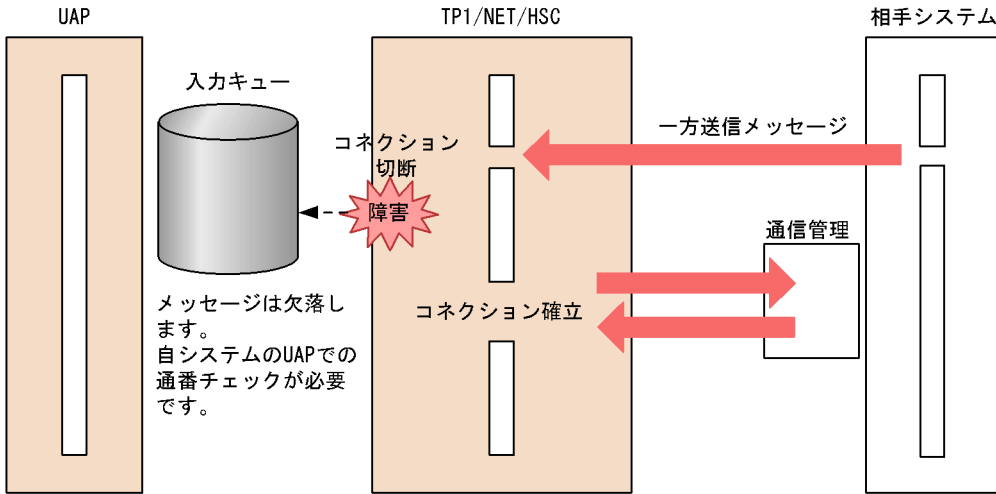 UAP
TP1/NET/HSC
相手システム
入力キュー
コネクション
切断
一方送信メッセージ
障害
通信管理
メッセージは欠落し
ます。
自システムのUAPでの
通番チェックが必要
です。
コネクション確立